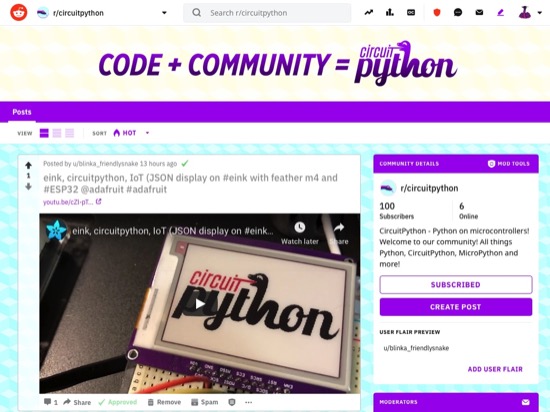 r/circuitpython
Search r/circuitpython
CODE + COMMUNITY = circuit python
Posts
VIEW
SORT
HOT
Posted by u/blinka_friendlysnake 13 hours ago
1
eink, circuitpython, IoT (JSON display on #eink with feather m4 and
#ESP32 @adafruit #adafruit
eink, circuitpython, IoT (JSON display on #eink...
Watch later
Share
circuit
python
1
Share
Approved
Remove
Spam
COMMUNITY DETAILS
MOD TOOLS
r/circuitpython
100
6
Subscribers
Online
CircuitPython - Python on microcontrollers!
Welcome to our community! All things
Python, CircuitPython, MicroPython and
more!
SUBSCRIBED
CREATE POST
USER FLAIR PREVIEW
u/blinka_friendlysnake
ADD USER FLAIR
MODERATORS